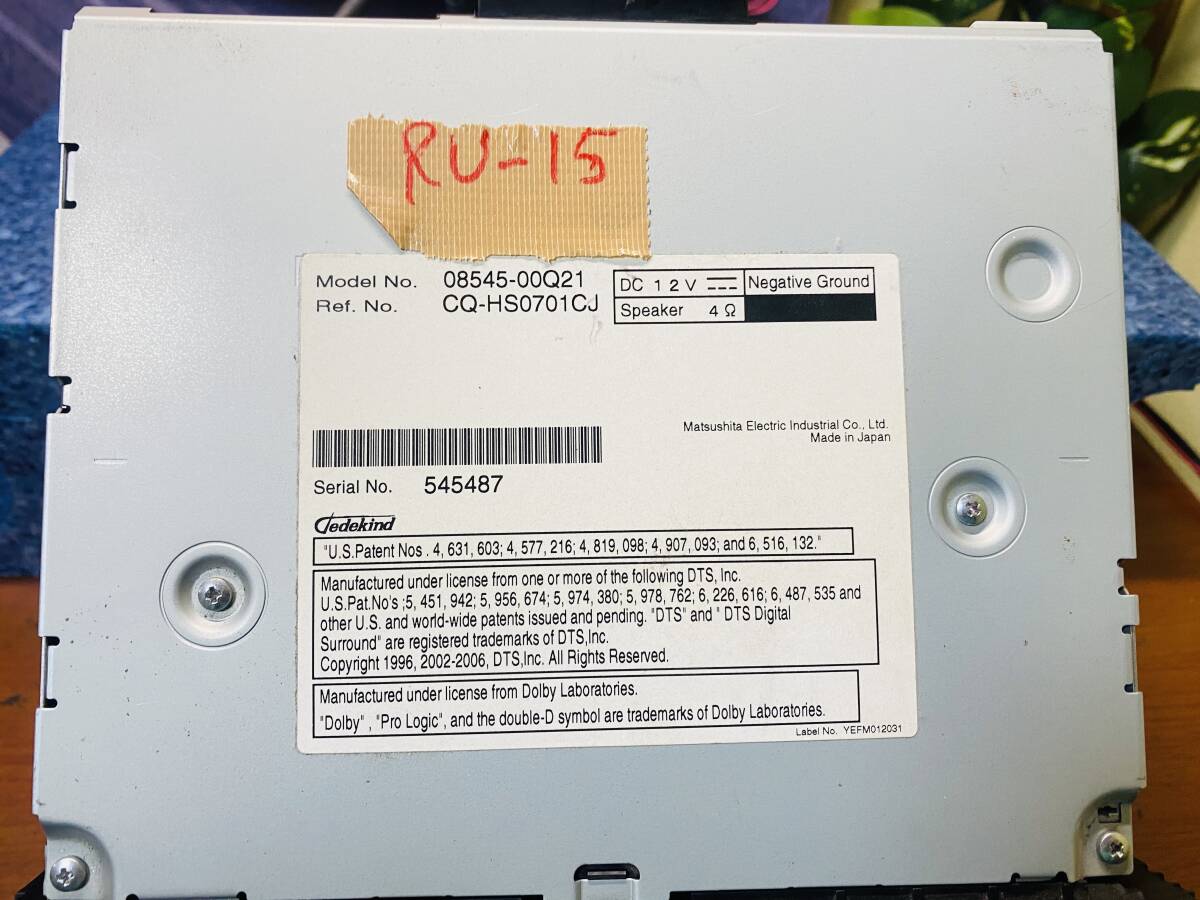 RU-15
Model No. 08545-00Q21
Ref. No. CQ-HS0701CJ
DC 12V Negative Ground
Speaker 4Ω
Matsushita Electric Industrial Co., Ltd.
Made in Japan
Serial No. 545487
Gedekind
"U.S.Patent Nos . 4, 631, 603; 4, 577, 216; 4, 819, 098; 4, 907, 093; and 6, 516, 132."
Manufactured under license from one or more of the following DTS, Inc.
U.S.Pat.No's ;5, 451, 942; 5, 956, 674; 5, 974, 380; 5, 978, 762; 6, 226, 616; 6, 487, 535 and
other U.S. and world-wide patents issued and pending. "DTS" and " DTS Digital
Surround" are registered trademarks of DTS,Inc.
Copyright 1996, 2002-2006, DTS,Inc. All Rights Reserved.
Manufactured under license from Dolby Laboratories.
"Dolby" , "Pro Logic", and the double-D symbol are trademarks of Dolby Laboratories.
Label No. YEFM012031